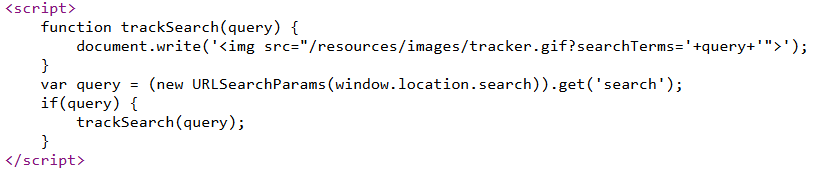 <script>
    function trackSearch(query) {
        document.write('<img src="/resources/images/tracker.gif?searchTerms='+query+'">');
    }
    var query = (new URLSearchParams(window.location.search)).get('search');
    if(query) {
        trackSearch(query);
    }
</script>